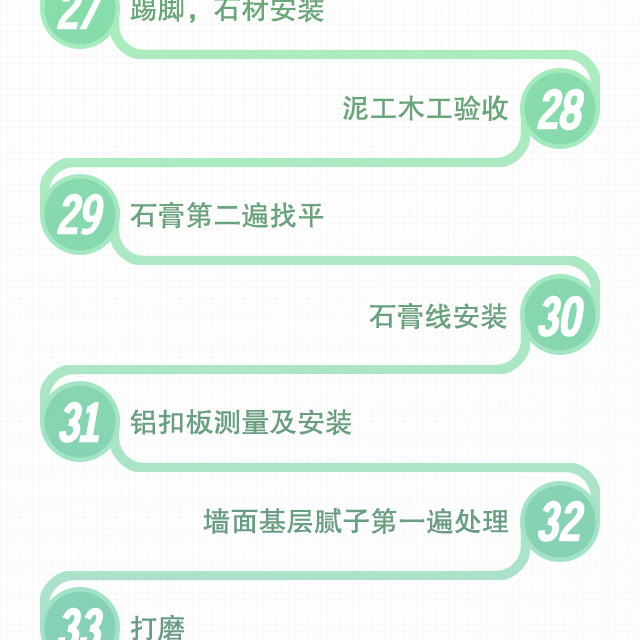 27 踢脚，石材安装
泥工木工验收 28
29 石膏第二遍找平
石膏线安装 30
31 铝扣板测量及安装
墙面基层腻子第一遍处理 32
33 打磨